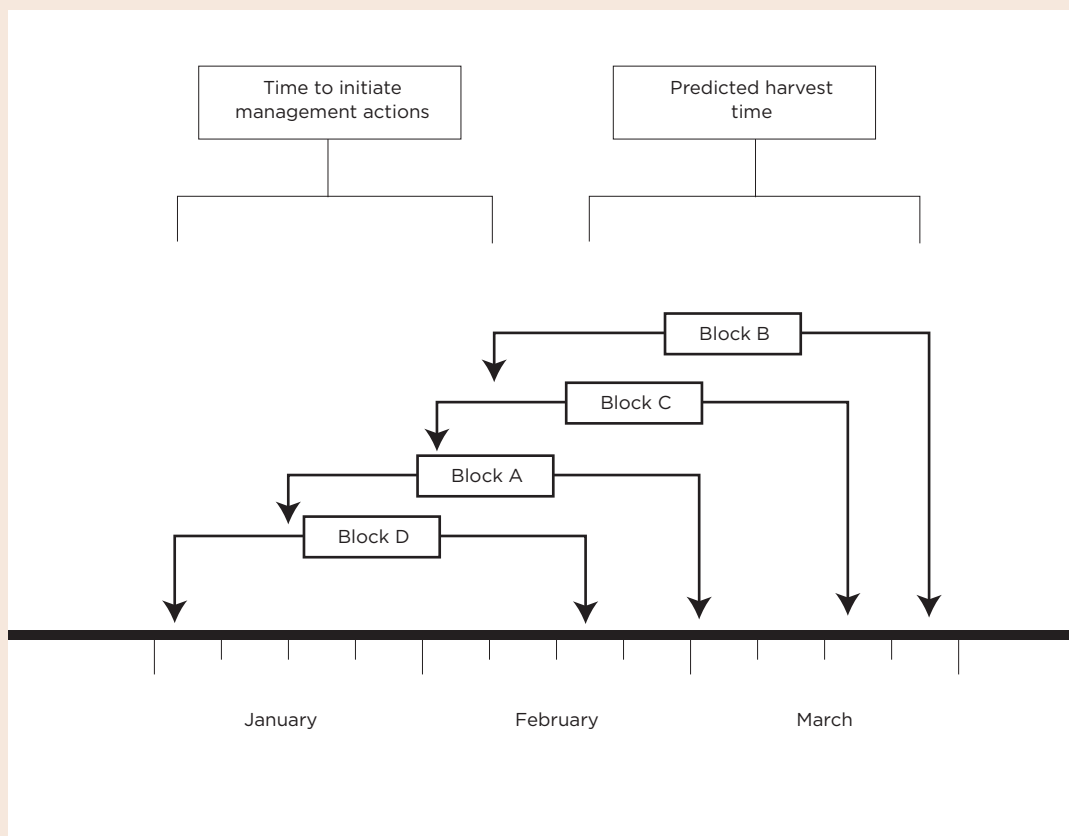 Time to initiate
management actions
Predicted harvest
time
Block B
Block C
Block A
Block D
January
February
March